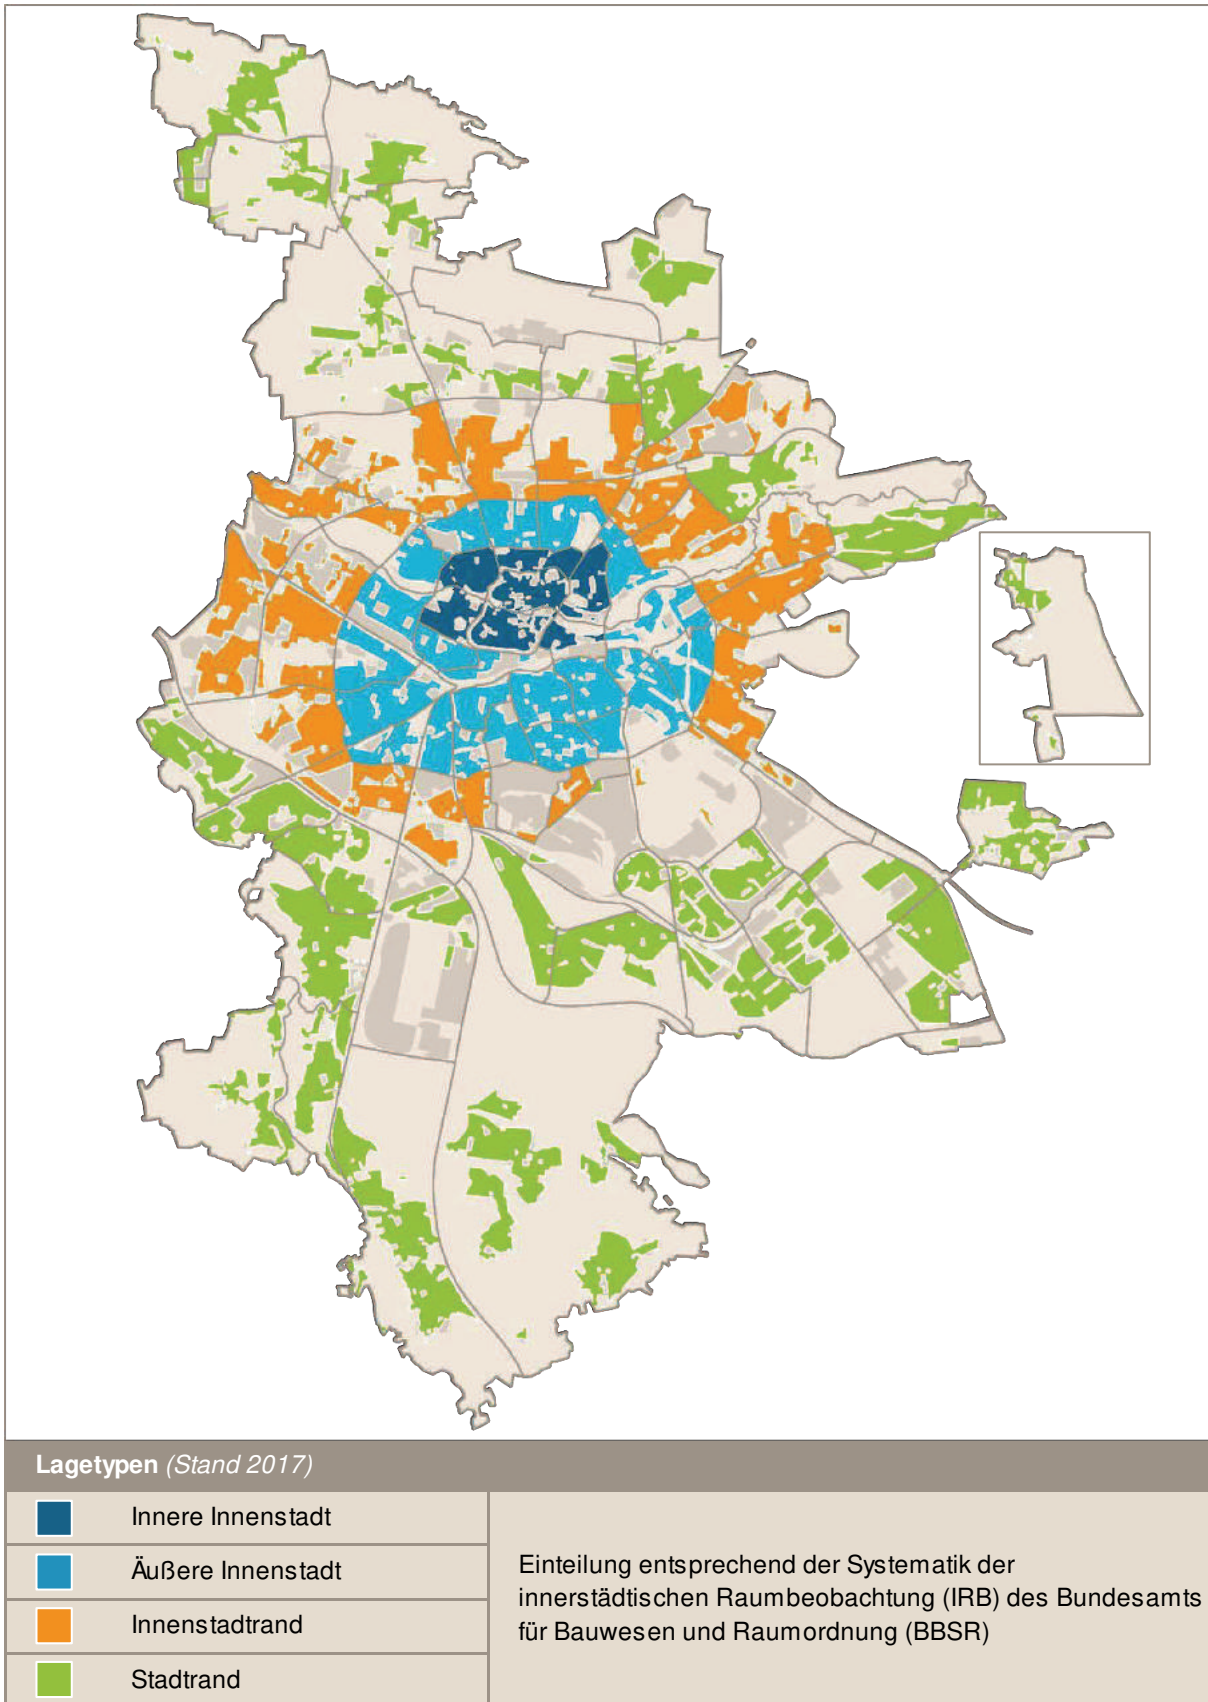 Lagetypen (Stand 2017)
Innere Innenstadt
Äußere Innenstadt
Innenstadtrand
Stadtrand
Einteilung entsprechend der Systematik der
innerstädtischen Raumbeobachtung (IRB) des Bundesamts
für Bauwesen und Raumordnung (BBSR)